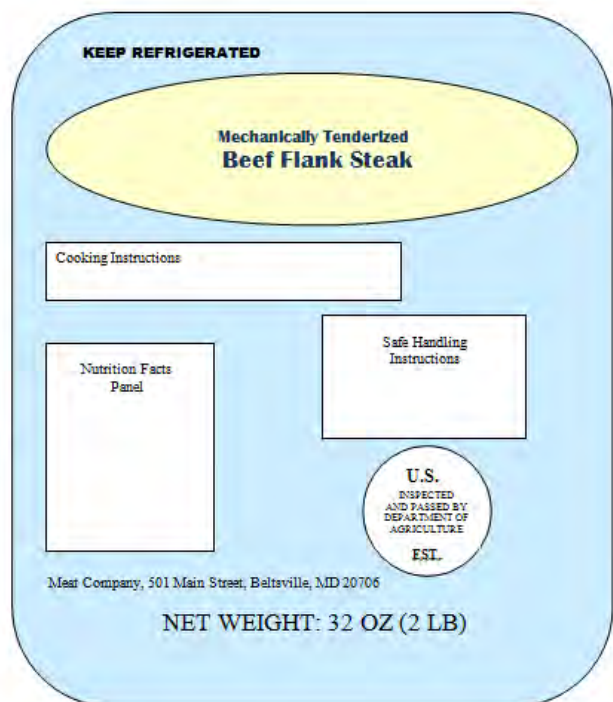 KEEP REFRIGERATED
Mechanically Tenderized
Beef Flank Steak
Cooking Instructions
Safe Handling
Instructions
Nutrition Facts
Panel
U.S.
INSPECTED
AND PASSED BY
DEPARTMENT OF
AGRICULTURE
EST.
Meat Company, 501 Main Street, Beltsville, MD 20706
NET WEIGHT: 32 OZ (2 LB)